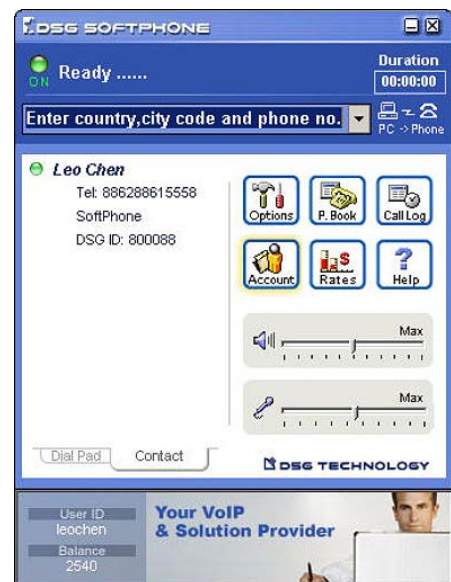 DSG SOFTPHONE
ON
Ready ......
Duration
00:00:00
Enter country,city code and phone no.
PC -> Phone
Leo Chen
Tel: 886288615558
SoftPhone
DSG ID: 800088
Options
P. Book
Call Log
Account
Rates
Help
Max
Max
Dial Pad
Contact
DSG TECHNOLOGY
User ID
leochen
Balance
2540
Your VoIP
& Solution Provider